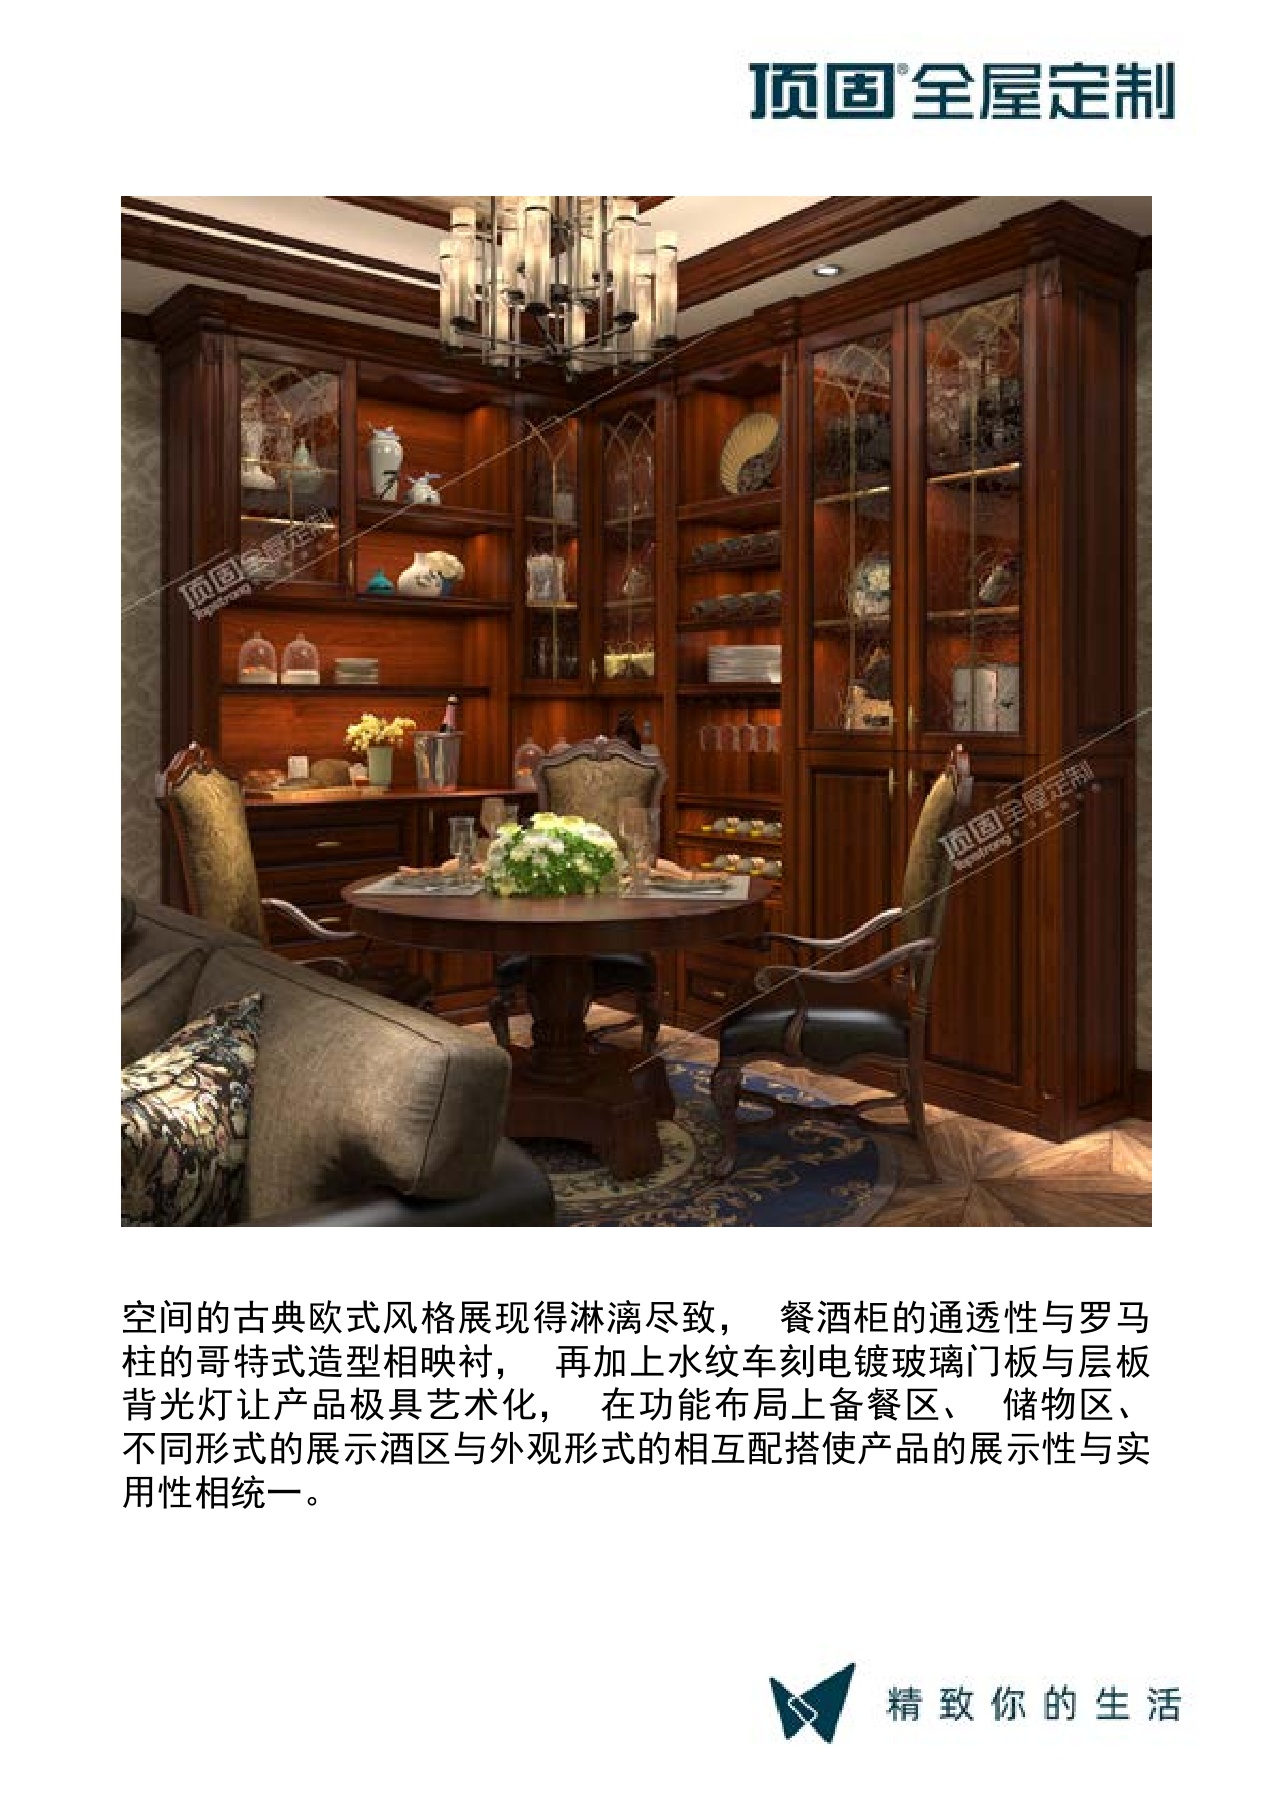 顶固®全屋定制
顶固全屋定制
Topstrong
顶固全屋定制
Topstrong
空间的古典欧式风格展现得淋漓尽致， 餐酒柜的通透性与罗马
柱的哥特式造型相映衬， 再加上水纹车刻电镀玻璃门板与层板
背光灯让产品极具艺术化， 在功能布局上备餐区、 储物区、
不同形式的展示酒区与外观形式的相互配搭使产品的展示性与实
用性相统一。
精致你的生活